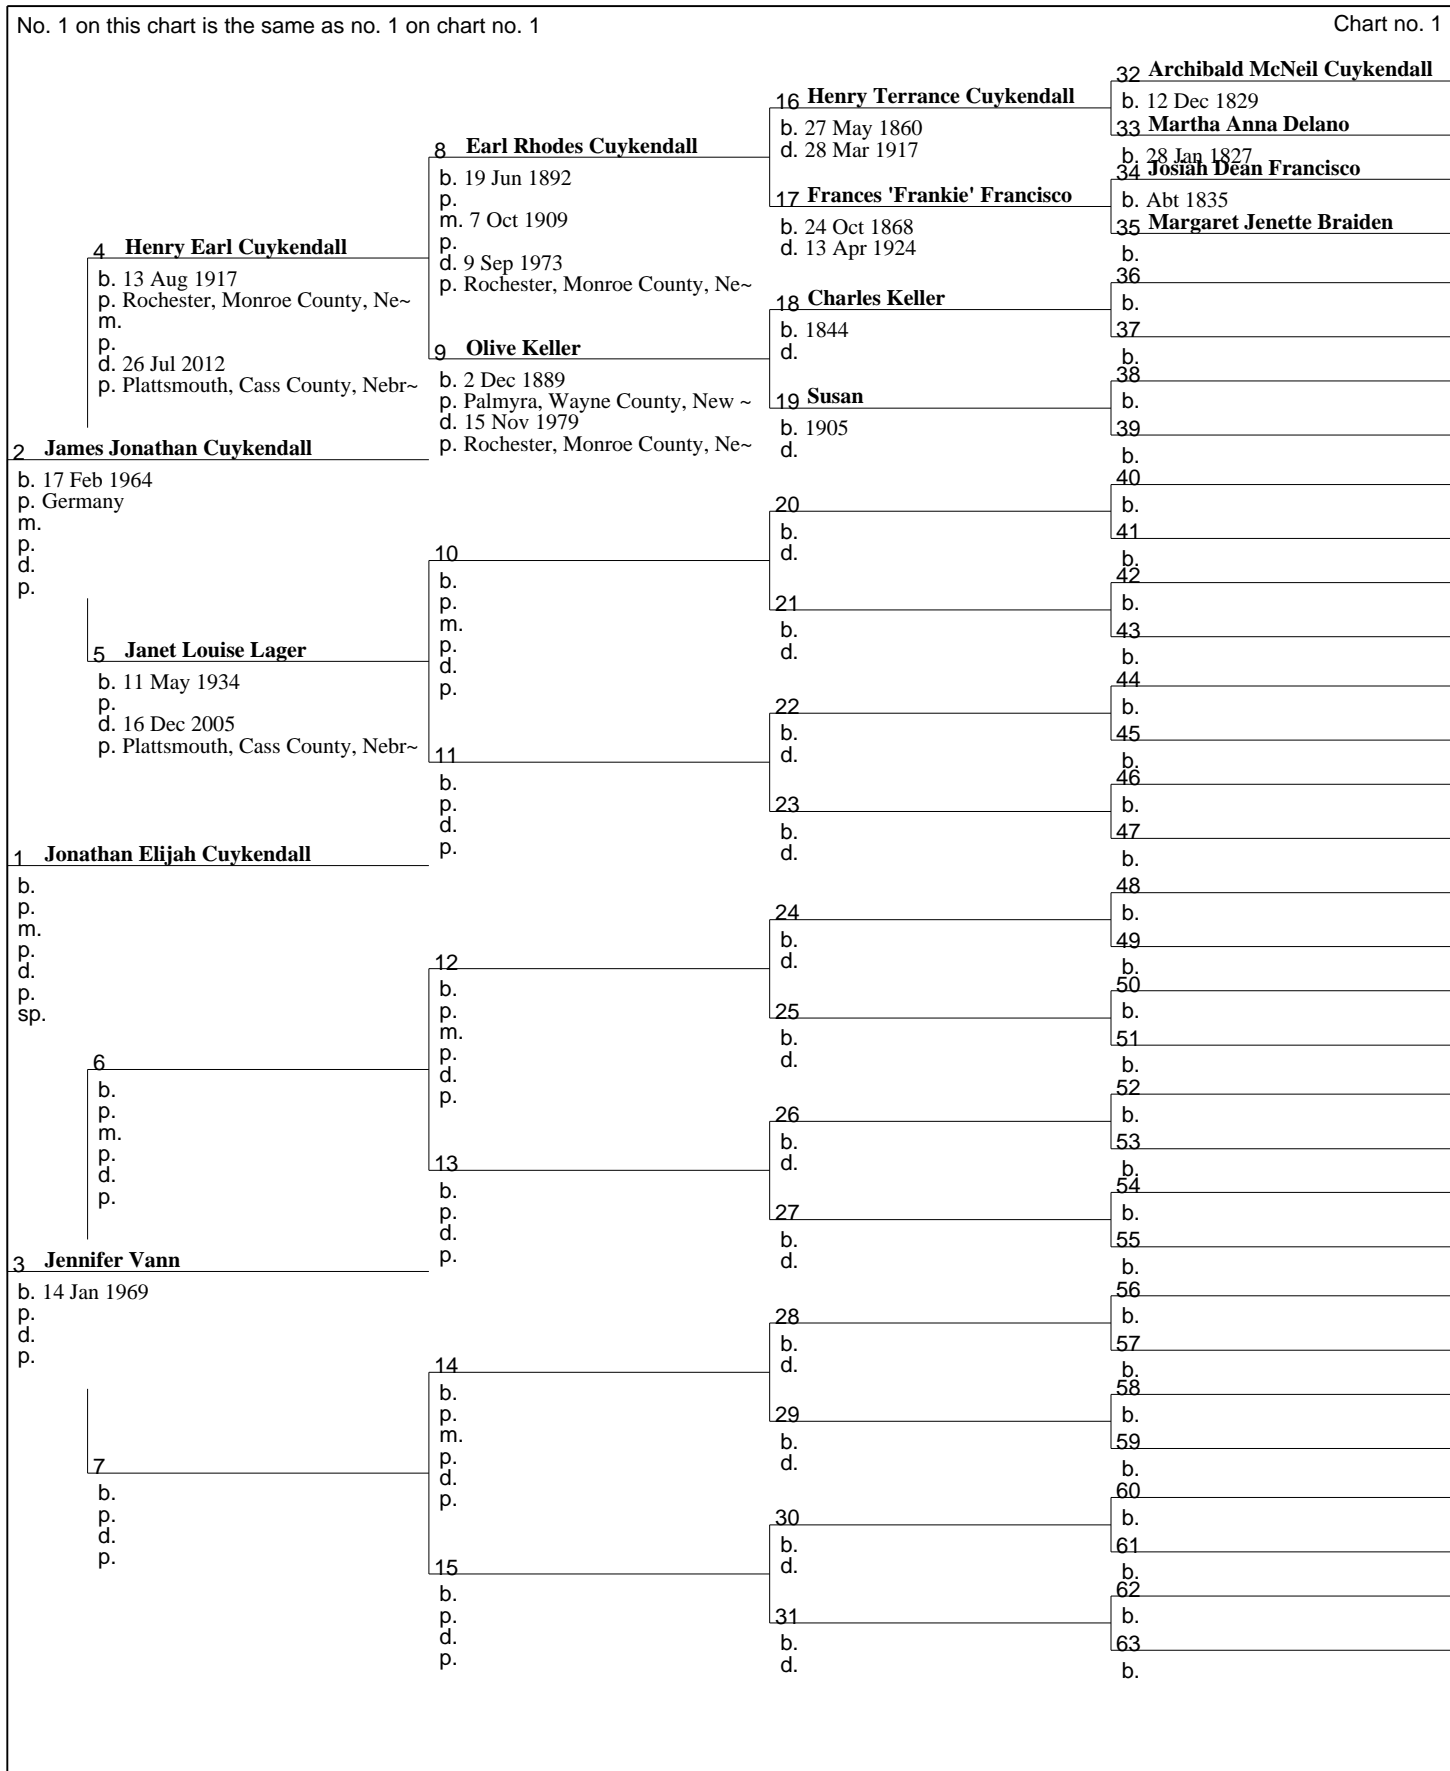 No. 1 on this chart is the same as no. 1 on chart no. 1
Chart no. 1
2 James Jonathan Cuykendall
b. 17 Feb 1964
p. Germany
m.
p.
d.
p.
1 Jonathan Elijah Cuykendall
b.
p.
m.
p.
d.
p.
sp.
3 Jennifer Vann
b. 14 Jan 1969
p.
d.
p.
4 Henry Earl Cuykendall
b. 13 Aug 1917
p. Rochester, Monroe County, Ne~
m.
p.
d. 26 Jul 2012
p. Plattsmouth, Cass County, Nebr~
5 Janet Louise Lager
b. 11 May 1934
p.
d. 16 Dec 2005
p. Plattsmouth, Cass County, Nebr~
6
b.
p.
m.
p.
d.
p.
7
b.
p.
d.
p.
8 Earl Rhodes Cuykendall
b. 19 Jun 1892
p.
m. 7 Oct 1909
p.
d. 9 Sep 1973
p. Rochester, Monroe County, Ne~
9 Olive Keller
b. 2 Dec 1889
p. Palmyra, Wayne County, New ~
d. 15 Nov 1979
p. Rochester, Monroe County, Ne~
10
b.
p.
m.
p.
d.
p.
11
b.
p.
d.
p.
12
b.
p.
m.
p.
d.
p.
13
b.
p.
d.
p.
14
b.
p.
m.
p.
d.
p.
15
b.
p.
d.
p.
16 Henry Terrance Cuykendall
b. 27 May 1860
d. 28 Mar 1917
17 Frances 'Frankie' Francisco
b. 24 Oct 1868
d. 13 Apr 1924
18 Charles Keller
b. 1844
d.
19 Susan
b. 1905
d.
20
b.
d.
21
b.
d.
22
b.
d.
23
b.
d.
24
b.
d.
25
b.
d.
26
b.
d.
27
b.
d.
28
b.
d.
29
b.
d.
30
b.
d.
31
b.
d.
32 Archibald McNeil Cuykendall
b. 12 Dec 1829
33 Martha Anna Delano
b. 28 Jan 1827
34 Josiah Dean Francisco
b. Abt 1835
35 Margaret Jenette Braiden
b.
36
b.
37
b.
38
b.
39
b.
40
b.
41
b.
42
b.
43
b.
44
b.
45
b.
46
b.
47
b.
48
b.
49
b.
50
b.
51
b.
52
b.
53
b.
54
b.
55
b.
56
b.
57
b.
58
b.
59
b.
60
b.
61
b.
62
b.
63
b.